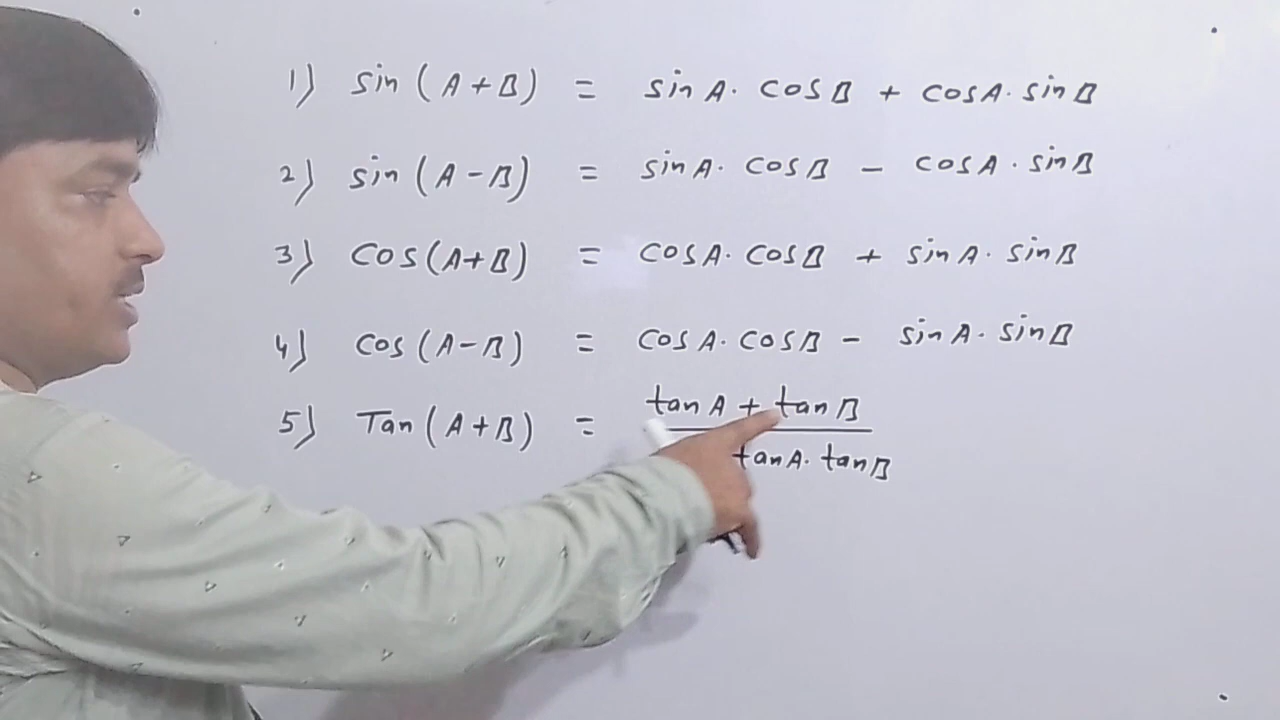 1) sin (A+B) = sinA. cosB + cosA. sinB
2) sin (A-B) = sinA. cosB - cosA. sinB
3) cos(A+B) = cosA. cosB + sinA. sinB
4) cos (A-B) = cosA. cosB - sinA. sinB
5) Tan (A+B) = tanA + tanB
tanA. tanB